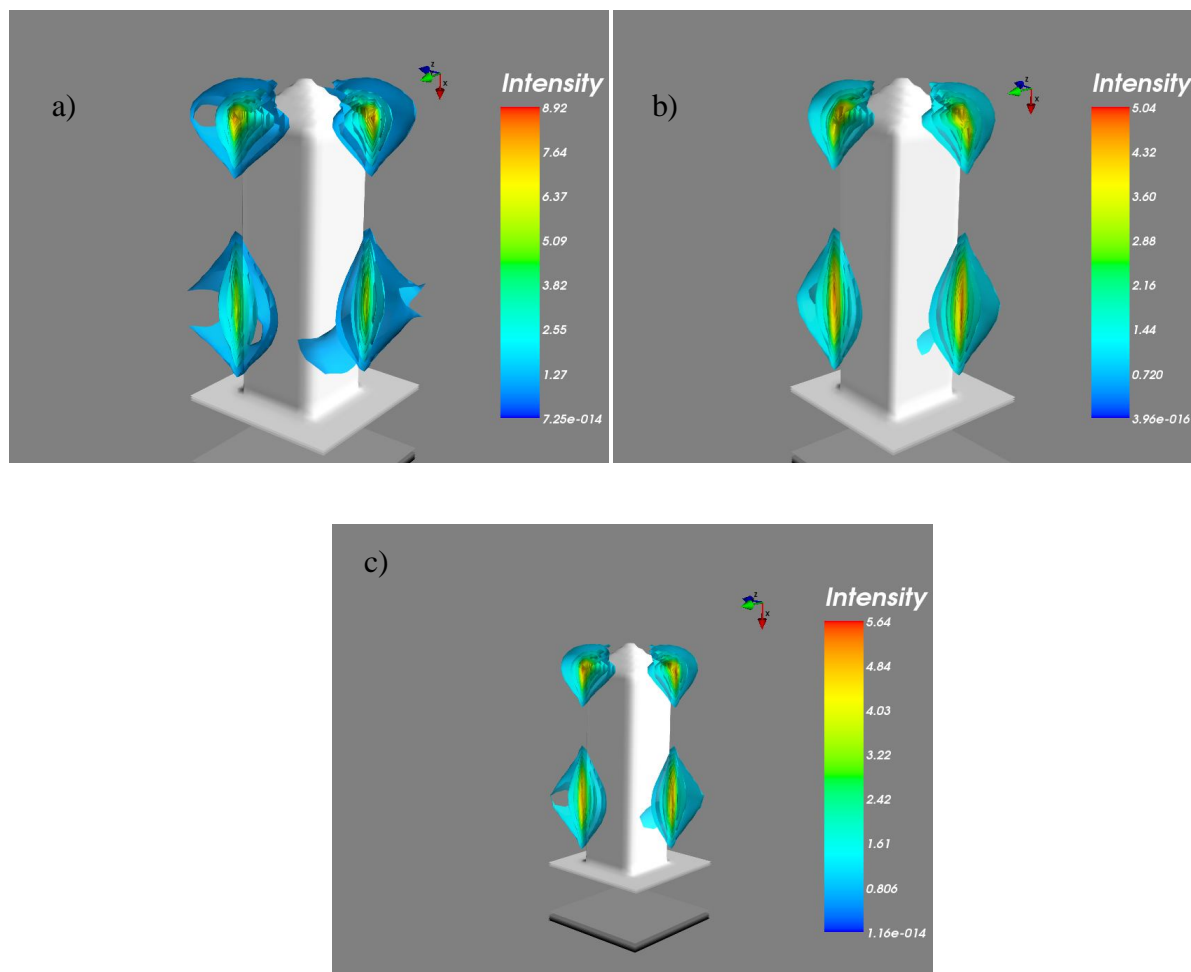 a)
z
x
Intensity
8.92
7.64
6.37
5.09
3.82
2.55
1.27
7.25e-014
b)
z
x
Intensity
5.04
4.32
3.60
2.88
2.16
1.44
0.720
3.96e-016
c)
z
x
Intensity
5.64
4.84
4.03
3.22
2.42
1.61
0.806
1.16e-014